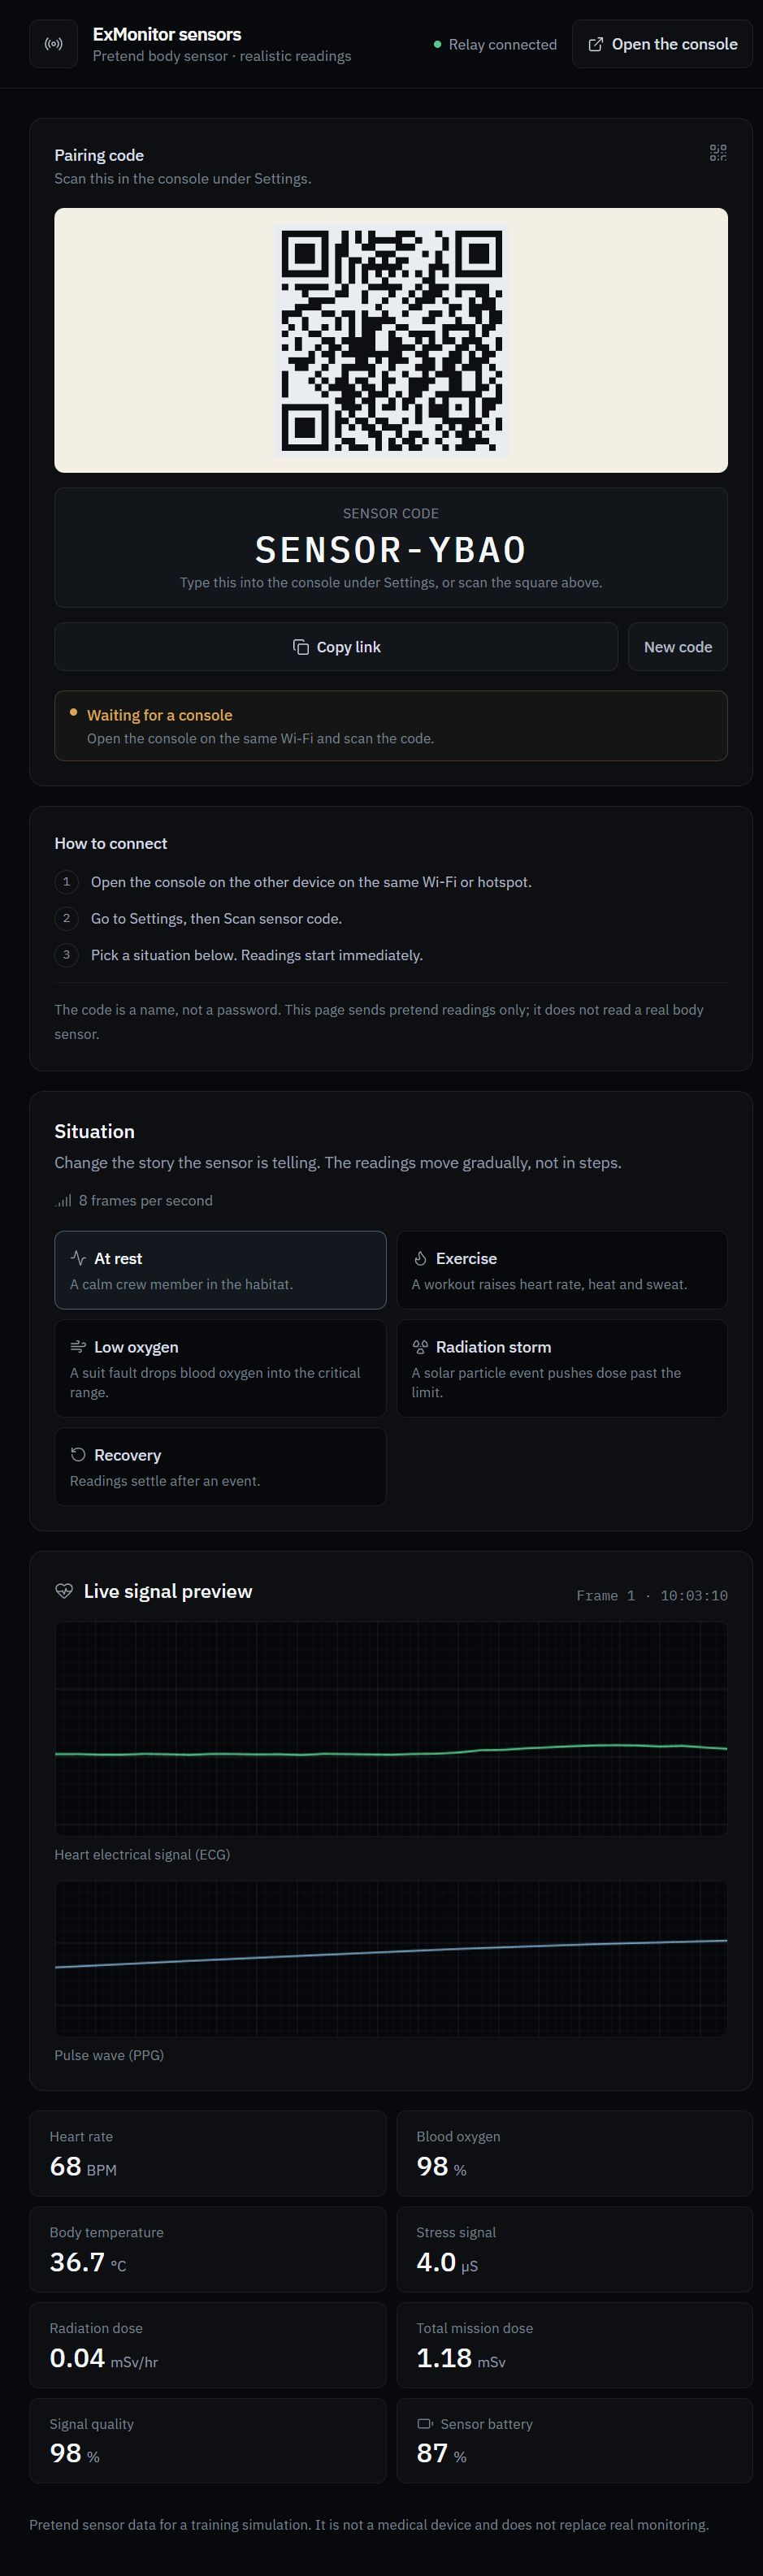 ExMonitor sensors
Pretend body sensor · realistic readings
Relay connected
Open the console
Pairing code
Scan this in the console under Settings.
SENSOR CODE
SENSOR-YBAO
Type this into the console under Settings, or scan the square above.
Copy link
New code
Waiting for a console
Open the console on the same Wi-Fi and scan the code.
How to connect
1 Open the console on the other device on the same Wi-Fi or hotspot.
2 Go to Settings, then Scan sensor code.
3 Pick a situation below. Readings start immediately.
The code is a name, not a password. This page sends pretend readings only; it does not read a real body
sensor.
Situation
Change the story the sensor is telling. The readings move gradually, not in steps.
8 frames per second
At rest
A calm crew member in the habitat.
Exercise
A workout raises heart rate, heat and sweat.
Low oxygen
A suit fault drops blood oxygen into the critical
range.
Radiation storm
A solar particle event pushes dose past the
limit.
Recovery
Readings settle after an event.
Live signal preview
Frame 1 · 10:03:10
Heart electrical signal (ECG)
Pulse wave (PPG)
Heart rate
68 BPM
Blood oxygen
98 %
Body temperature
36.7 °C
Stress signal
4.0 µS
Radiation dose
0.04 mSv/hr
Total mission dose
1.18 mSv
Signal quality
98 %
Sensor battery
87 %
Pretend sensor data for a training simulation. It is not a medical device and does not replace real monitoring.